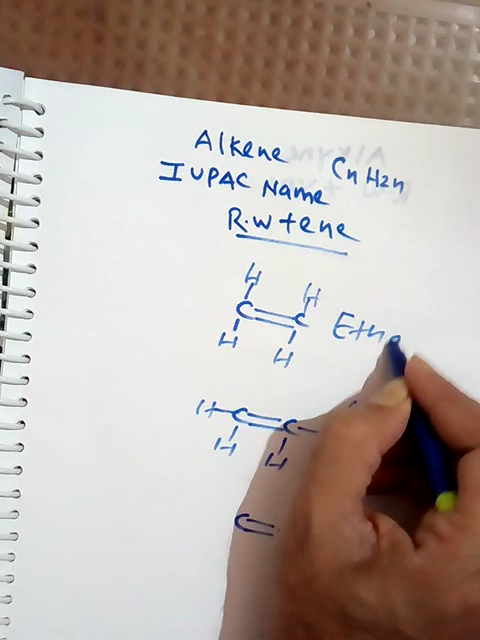 Alkene CnH2n
IUPAC Name
R.W + ene
H H
C=C Ethe
H H
H-C=C-
H H
C=